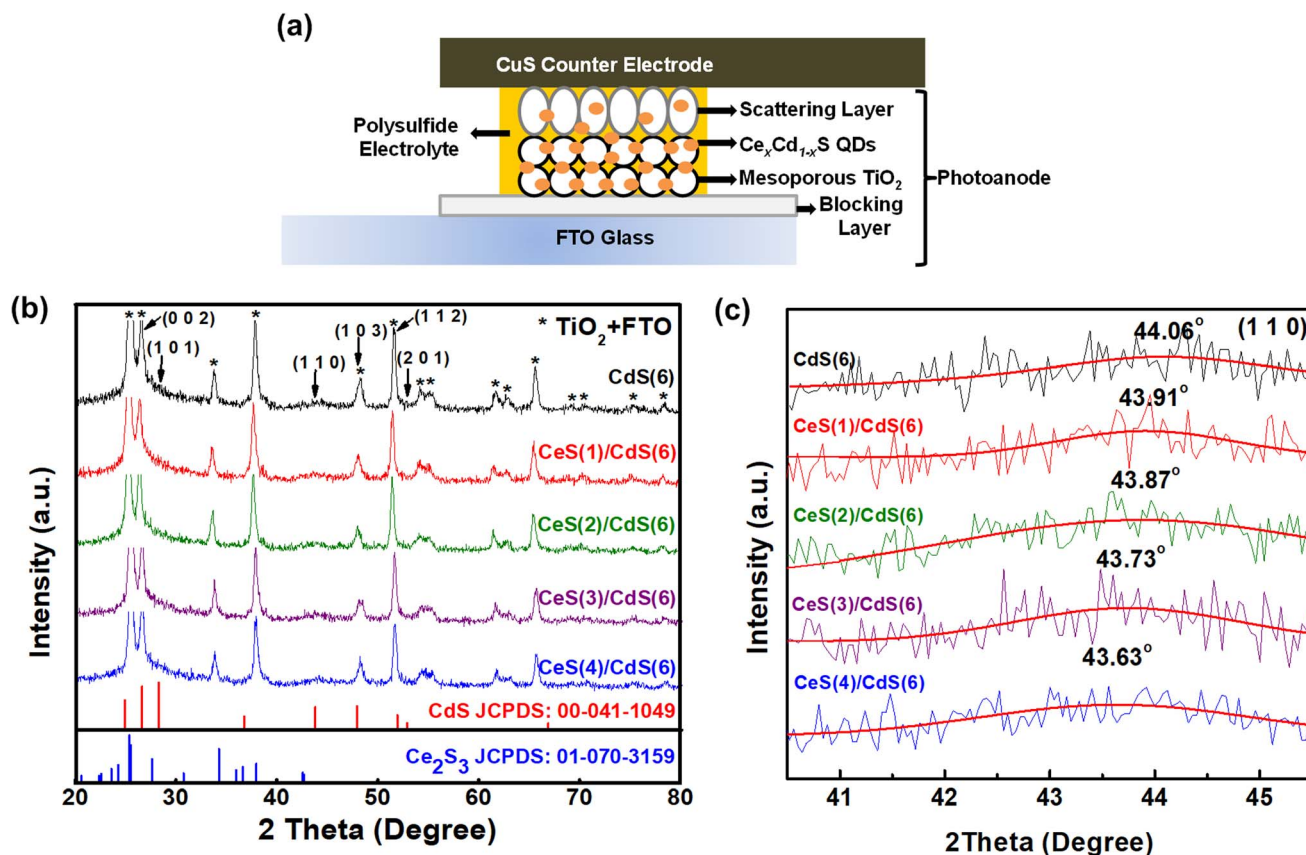 (a)
CuS Counter Electrode
Polysulfide
Electrolyte
Scattering Layer
CeₓCd₁₋ₓS QDs
Mesoporous TiO₂
Photoanode
Blocking
Layer
FTO Glass
(b)
Intensity (a.u.)
* * * * * * ** ** * ** * *
(0 0 2)
(1 0 1)
(1 1 0)
(1 0 3)
(1 1 2)
(2 0 1)
* TiO₂+FTO
CdS(6)
CeS(1)/CdS(6)
CeS(2)/CdS(6)
CeS(3)/CdS(6)
CeS(4)/CdS(6)
CdS JCPDS: 00-041-1049
Ce₂S₃ JCPDS: 01-070-3159
20 30 40 50 60 70 80
2 Theta (Degree)
(c)
Intensity (a.u.)
44.06° (1 1 0)
CdS(6)
43.91°
CeS(1)/CdS(6)
43.87°
CeS(2)/CdS(6)
43.73°
CeS(3)/CdS(6)
43.63°
CeS(4)/CdS(6)
41 42 43 44 45
2Theta (Degree)